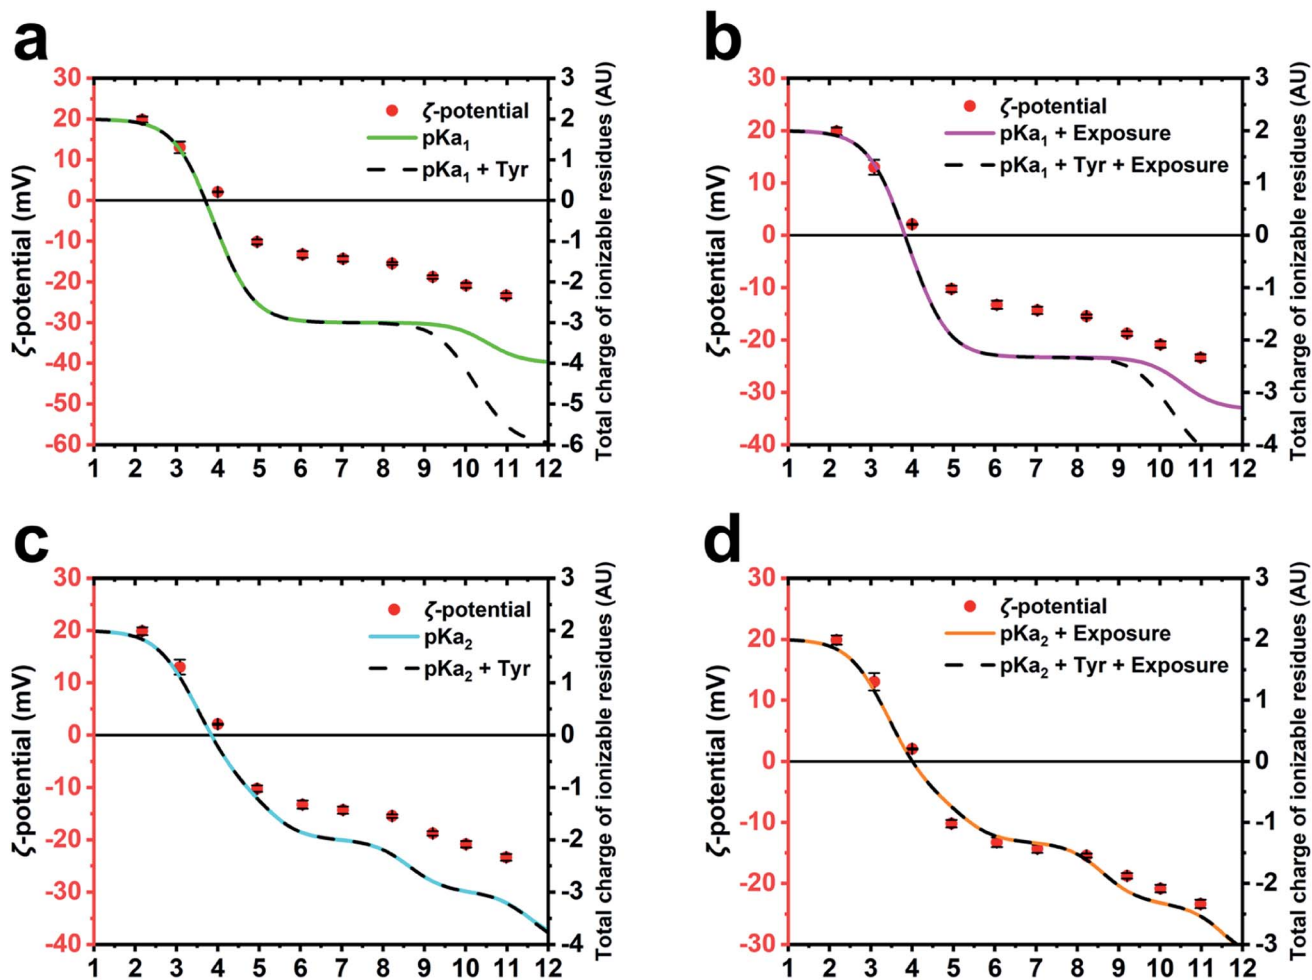 a
30
20
10
0
-10
-20
-30
-40
-50
-60
ζ-potential (mV)
ζ-potential
pKa₁
pKa₁ + Tyr
3
2
1
0
-1
-2
-3
-4
-5
-6
Total charge of ionizable residues (AU)
1 2 3 4 5 6 7 8 9 10 11 12
b
30
20
10
0
-10
-20
-30
-40
ζ-potential (mV)
ζ-potential
pKa₁ + Exposure
pKa₁ + Tyr + Exposure
3
2
1
0
-1
-2
-3
-4
Total charge of ionizable residues (AU)
1 2 3 4 5 6 7 8 9 10 11 12
c
30
20
10
0
-10
-20
-30
-40
ζ-potential (mV)
ζ-potential
pKa₂
pKa₂ + Tyr
3
2
1
0
-1
-2
-3
-4
Total charge of ionizable residues (AU)
1 2 3 4 5 6 7 8 9 10 11 12
d
30
20
10
0
-10
-20
-30
ζ-potential (mV)
ζ-potential
pKa₂ + Exposure
pKa₂ + Tyr + Exposure
3
2
1
0
-1
-2
-3
Total charge of ionizable residues (AU)
1 2 3 4 5 6 7 8 9 10 11 12